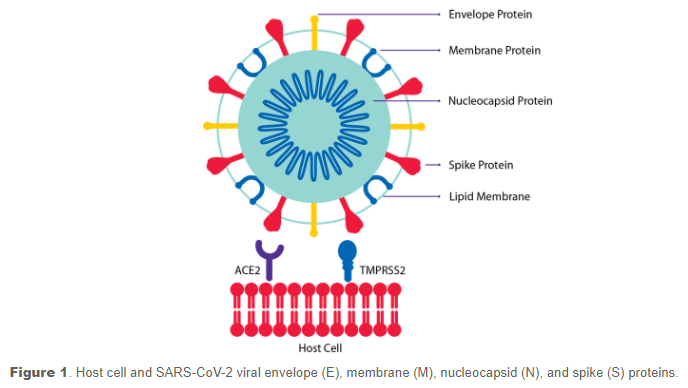 Envelope Protein
Membrane Protein
Nucleocapsid Protein
Spike Protein
Lipid Membrane
ACE2
TMPRSS2
Host Cell
Figure 1. Host cell and SARS-CoV-2 viral envelope (E), membrane (M), nucleocapsid (N), and spike (S) proteins.